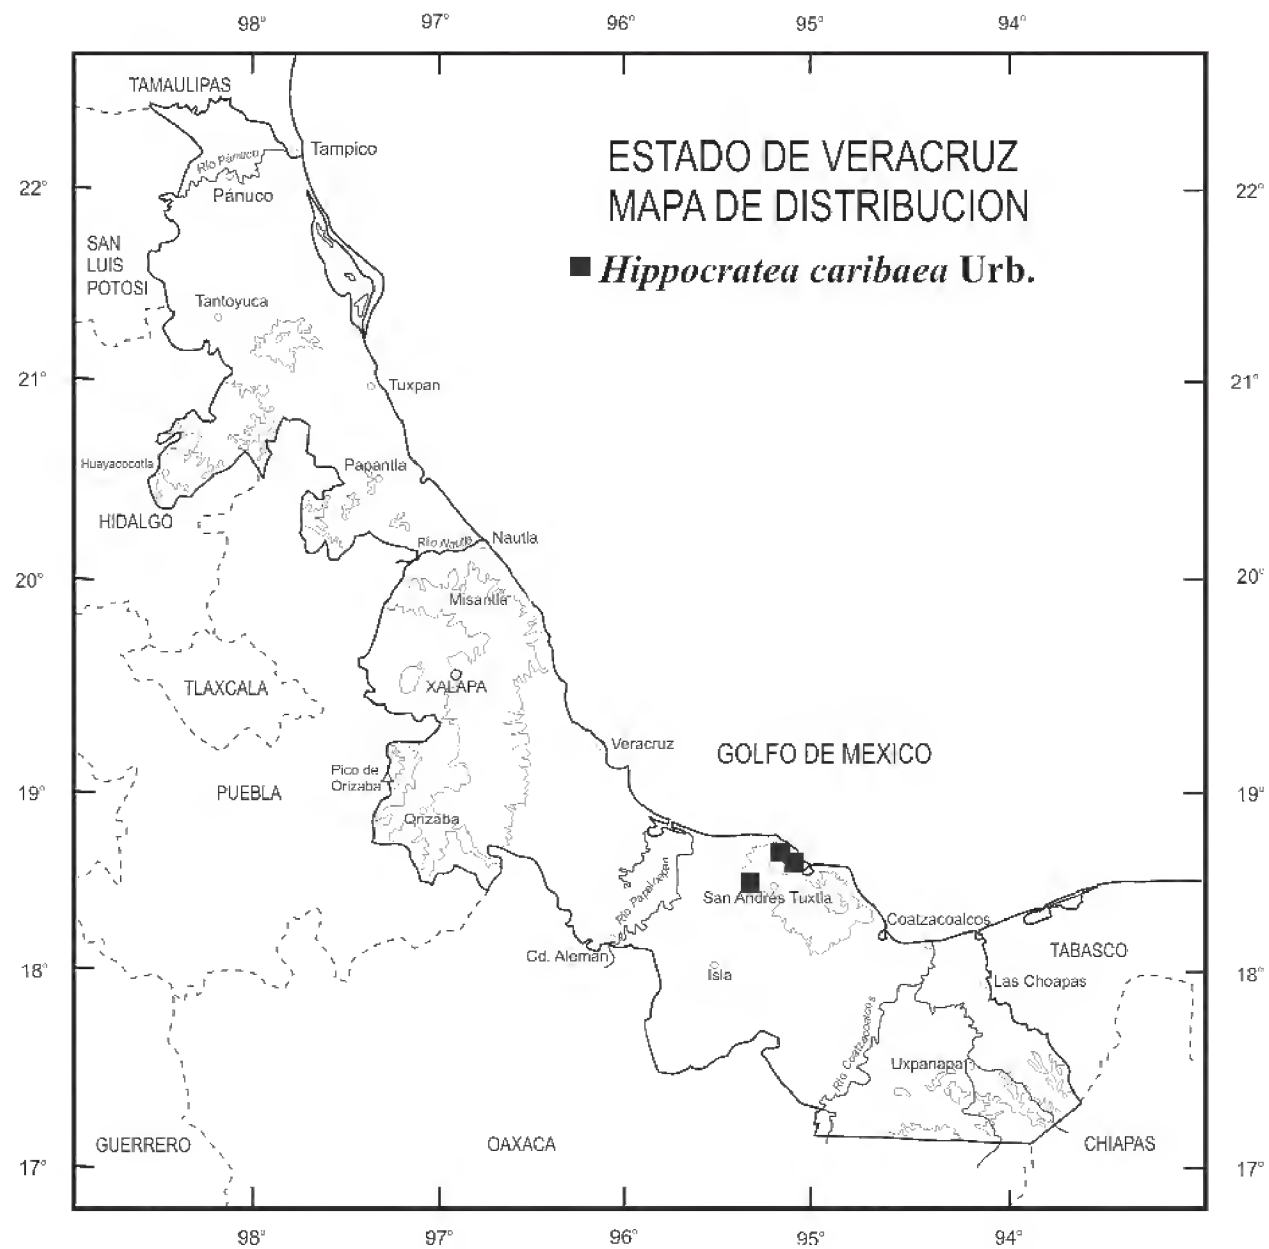 98° 97° 96° 95° 94°
TAMAULIPAS
Tampico
Río Pánuco
ESTADO DE VERACRUZ
22° 22°
Pánuco
MAPA DE DISTRIBUCION
SAN
LUIS
POTOSI
Hippocratea caribaea Urb.
Tantoyuca
21° Tuxpan 21°
Huayacocotla Papantla
HIDALGO
Río Nautla Nautla
20° 20°
Misantla
TLAXCALA XALAPA
Veracruz GOLFO DE MEXICO
Pico de
Orizaba
19° PUEBLA 19°
Orizaba
Río Papaloapan
San Andrés Tuxtla
Coatzacoalcos
Cd. Alemán TABASCO
18° Isla Las Choapas 18°
Río Coatzacoalcos
Uxpanapa
GUERRERO OAXACA CHIAPAS
17° 17°
98° 97° 96° 95° 94°